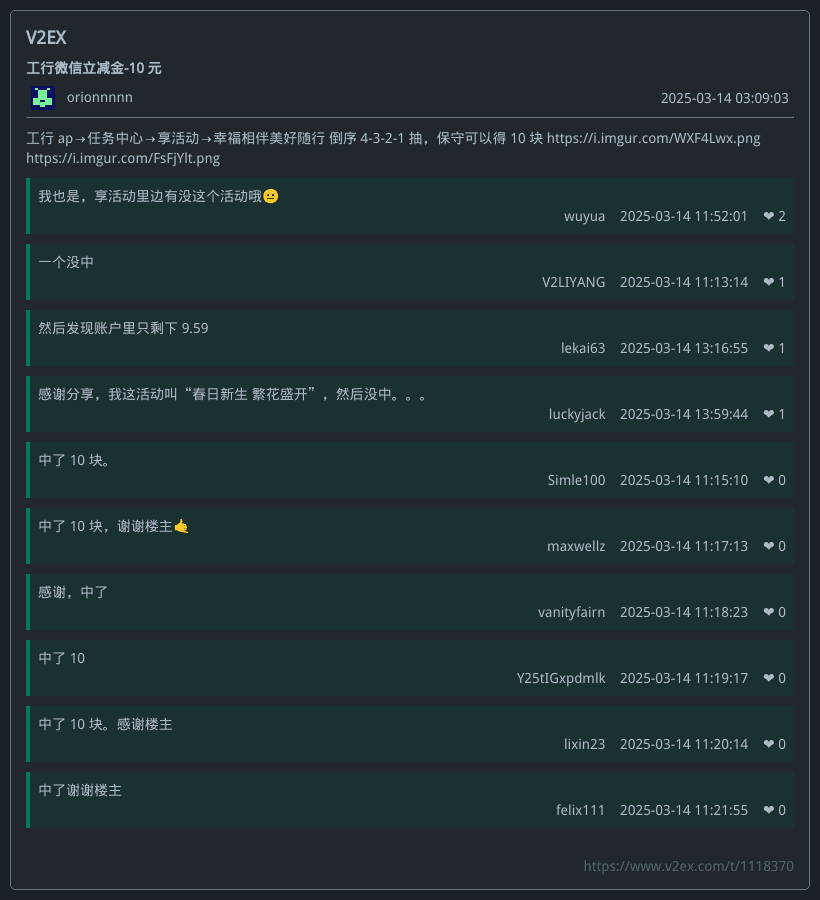 V2EX
工行微信立减金-10 元
orionnnnn
2025-03-14 03:09:03
工行 ap→任务中心→享活动→幸福相伴美好随行 倒序 4-3-2-1 抽，保守可以得 10 块 https://i.imgur.com/WXF4Lwx.png
https://i.imgur.com/FsFjYlt.png
我也是，享活动里边有没这个活动哦😐
wuyua 2025-03-14 11:52:01 ❤ 2
一个没中
V2LIYANG 2025-03-14 11:13:14 ❤ 1
然后发现账户里只剩下 9.59
lekai63 2025-03-14 13:16:55 ❤ 1
感谢分享，我这活动叫“春日新生 繁花盛开”，然后没中。。。
luckyjack 2025-03-14 13:59:44 ❤ 1
中了 10 块。
Simle100 2025-03-14 11:15:10 ❤ 0
中了 10 块，谢谢楼主🤙
maxwellz 2025-03-14 11:17:13 ❤ 0
感谢，中了
vanityfairn 2025-03-14 11:18:23 ❤ 0
中了 10
Y25tIGxpdmlk 2025-03-14 11:19:17 ❤ 0
中了 10 块。感谢楼主
lixin23 2025-03-14 11:20:14 ❤ 0
中了谢谢楼主
felix111 2025-03-14 11:21:55 ❤ 0
https://www.v2ex.com/t/1118370